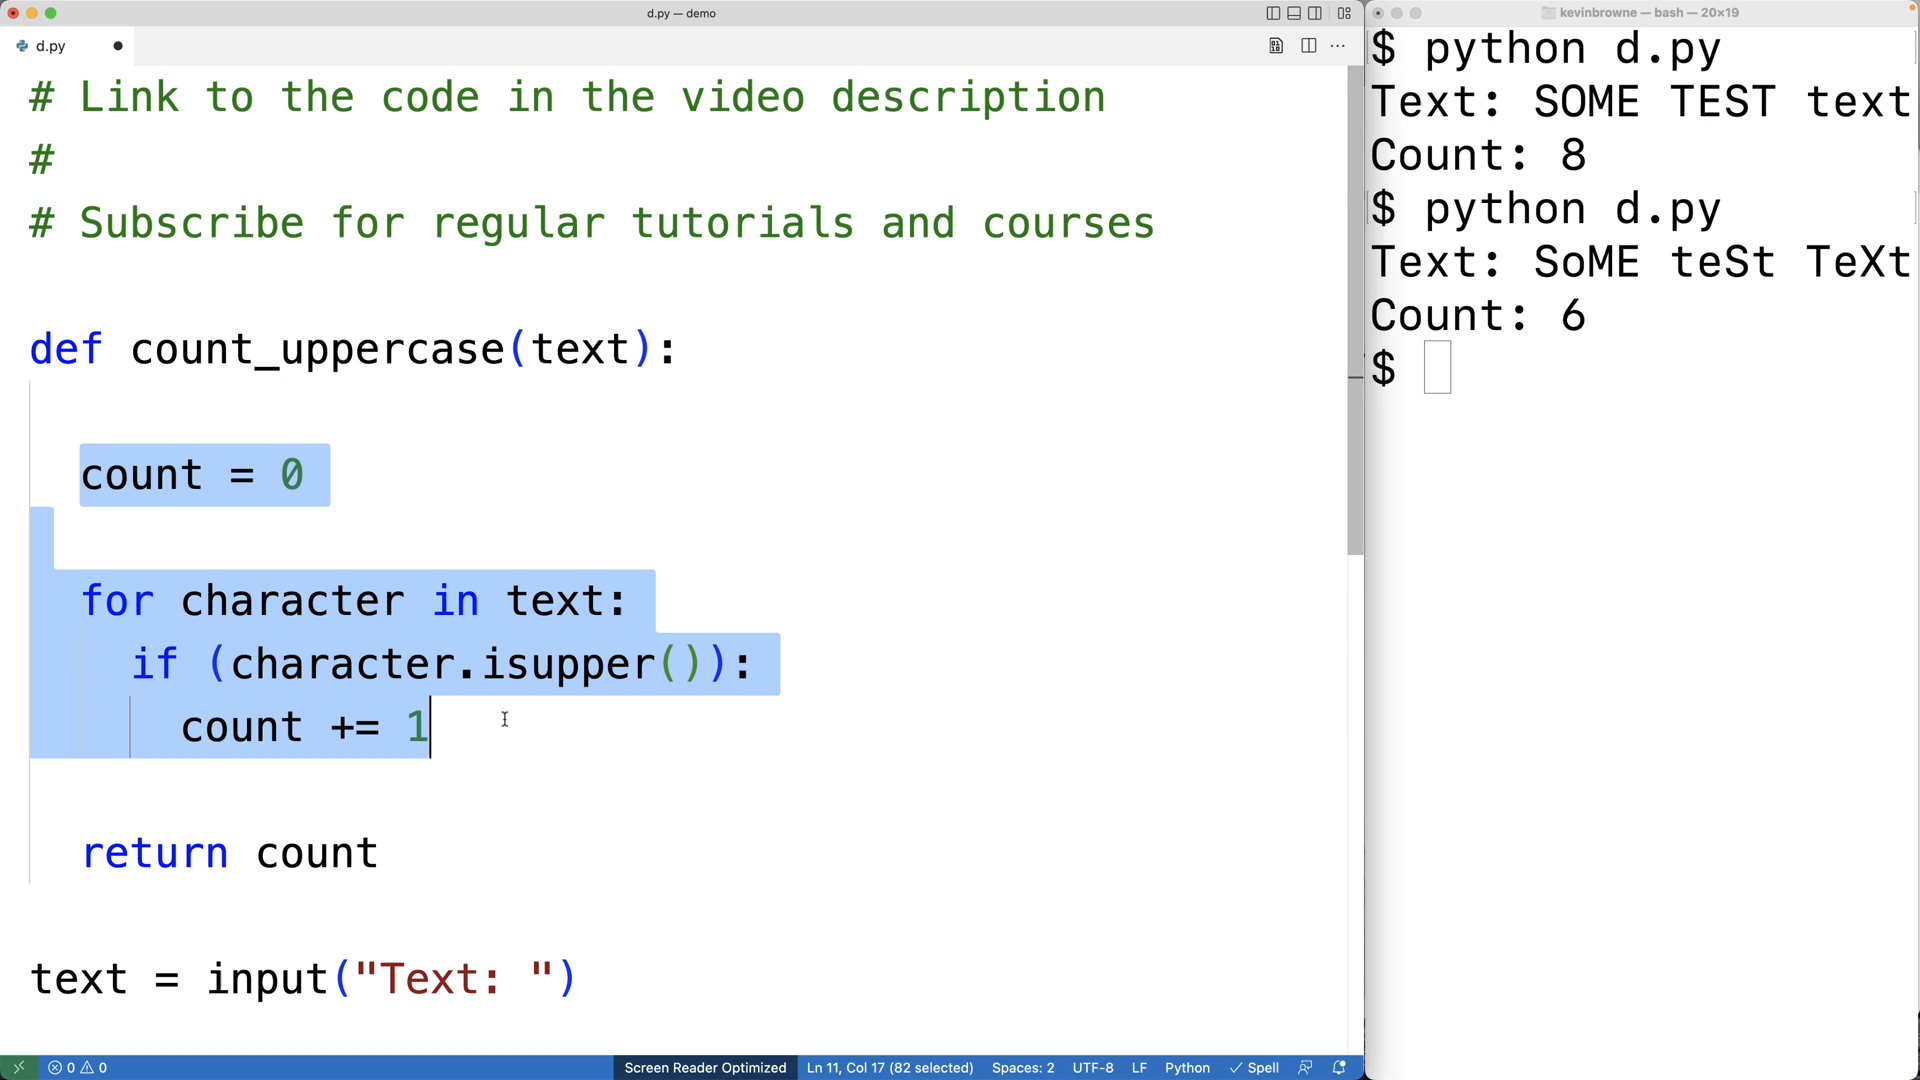 d.py — demo
d.py
# Link to the code in the video description
#
# Subscribe for regular tutorials and courses
def count_uppercase(text):
count = 0
for character in text:
if (character.isupper()):
count += 1
return count
text = input("Text: ")
0 0
Screen Reader Optimized
Ln 11, Col 17 (82 selected)
Spaces: 2
UTF-8
LF
Python
Spell
kevinbrowne — bash — 20×19
$ python d.py
Text: SOME TEST text
Count: 8
$ python d.py
Text: SoME teSt TeXt
Count: 6
$